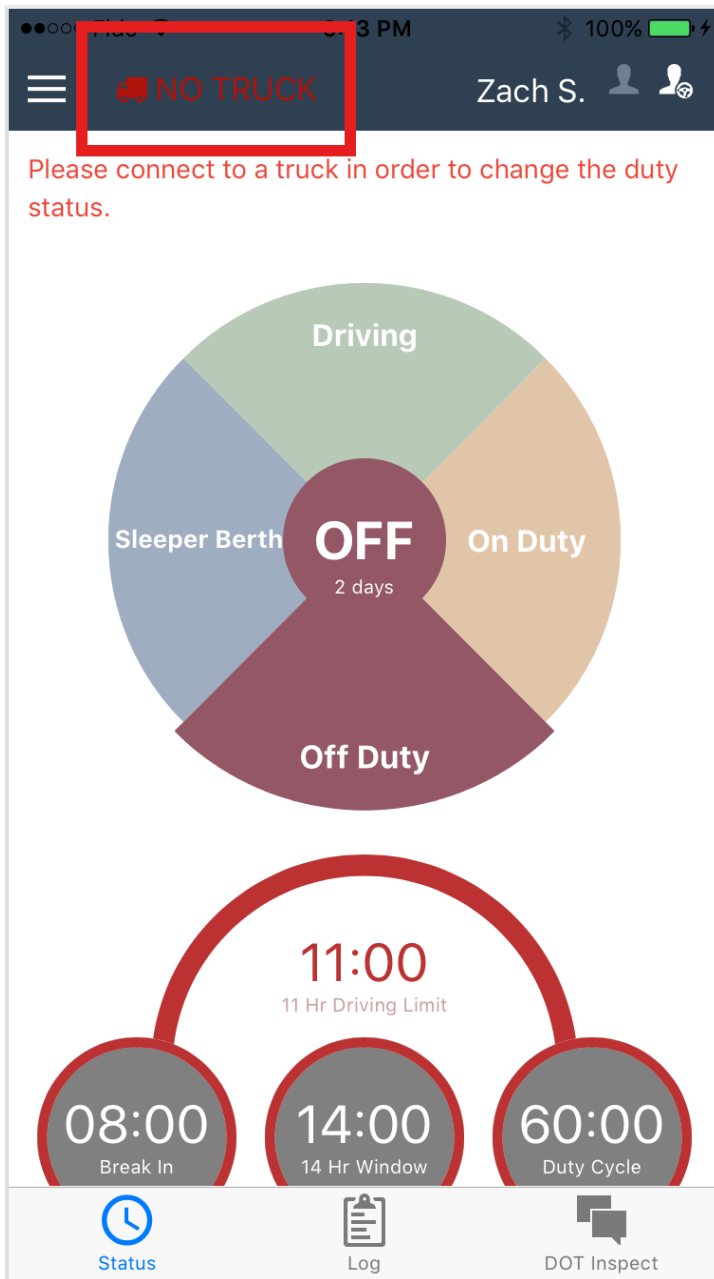 100%
NO TRUCK
Zach S.
Please connect to a truck in order to change the duty
status.
Driving
Sleeper Berth
OFF
On Duty
2 days
Off Duty
11:00
11 Hr Driving Limit
08:00
14:00
60:00
Break In
14 Hr Window
Duty Cycle
Status
Log
DOT Inspect